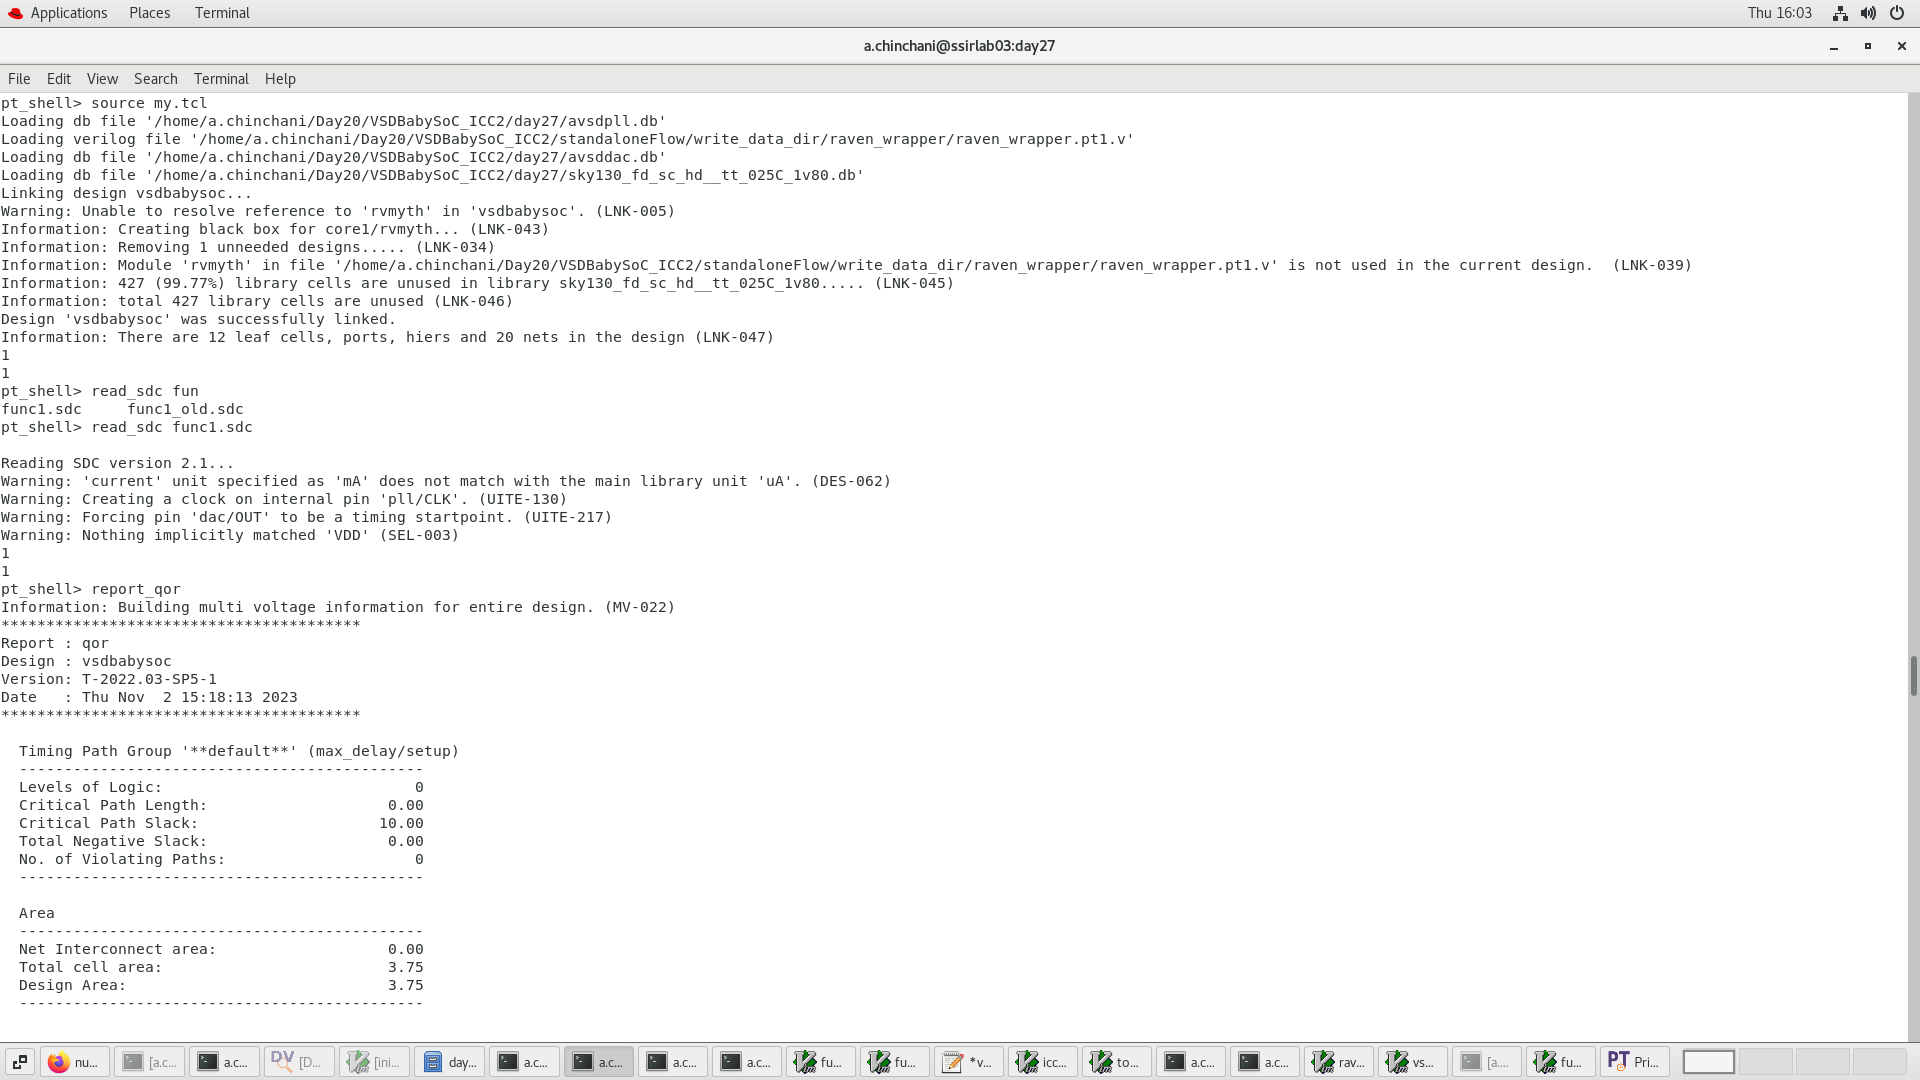 Applications Places Terminal Thu 16:03
a.chinchani@ssirlab03:day27
File Edit View Search Terminal Help
pt_shell> source my.tcl
Loading db file '/home/a.chinchani/Day20/VSDBabySoC_ICC2/day27/avsdpll.db'
Loading verilog file '/home/a.chinchani/Day20/VSDBabySoC_ICC2/standaloneFlow/write_data_dir/raven_wrapper/raven_wrapper.pt1.v'
Loading db file '/home/a.chinchani/Day20/VSDBabySoC_ICC2/day27/avsddac.db'
Loading db file '/home/a.chinchani/Day20/VSDBabySoC_ICC2/day27/sky130_fd_sc_hd__tt_025C_1v80.db'
Linking design vsdbabysoc...
Warning: Unable to resolve reference to 'rvmyth' in 'vsdbabysoc'. (LNK-005)
Information: Creating black box for core1/rvmyth... (LNK-043)
Information: Removing 1 unneeded designs..... (LNK-034)
Information: Module 'rvmyth' in file '/home/a.chinchani/Day20/VSDBabySoC_ICC2/standaloneFlow/write_data_dir/raven_wrapper/raven_wrapper.pt1.v' is not used in the current design.  (LNK-039)
Information: 427 (99.77%) library cells are unused in library sky130_fd_sc_hd__tt_025C_1v80..... (LNK-045)
Information: total 427 library cells are unused (LNK-046)
Design 'vsdbabysoc' was successfully linked.
Information: There are 12 leaf cells, ports, hiers and 20 nets in the design (LNK-047)
1
1
pt_shell> read_sdc fun
func1.sdc     func1_old.sdc
pt_shell> read_sdc func1.sdc
Reading SDC version 2.1...
Warning: 'current' unit specified as 'mA' does not match with the main library unit 'uA'. (DES-062)
Warning: Creating a clock on internal pin 'pll/CLK'. (UITE-130)
Warning: Forcing pin 'dac/OUT' to be a timing startpoint. (UITE-217)
Warning: Nothing implicitly matched 'VDD' (SEL-003)
1
1
pt_shell> report_qor
Information: Building multi voltage information for entire design. (MV-022)
****************************************
Report : qor
Design : vsdbabysoc
Version: T-2022.03-SP5-1
Date   : Thu Nov  2 15:18:13 2023
****************************************
Timing Path Group '**default**' (max_delay/setup)
---------------------------------------------
Levels of Logic: 0
Critical Path Length: 0.00
Critical Path Slack: 10.00
Total Negative Slack: 0.00
No. of Violating Paths: 0
---------------------------------------------
Area
---------------------------------------------
Net Interconnect area: 0.00
Total cell area: 3.75
Design Area: 3.75
---------------------------------------------
nu... [a.c... a.c... DV [D... [ini... day... a.c... a.c... a.c... a.c... fu... fu... *v... icc... to... a.c... a.c... rav... vs... [a.... fu... PT Pri...